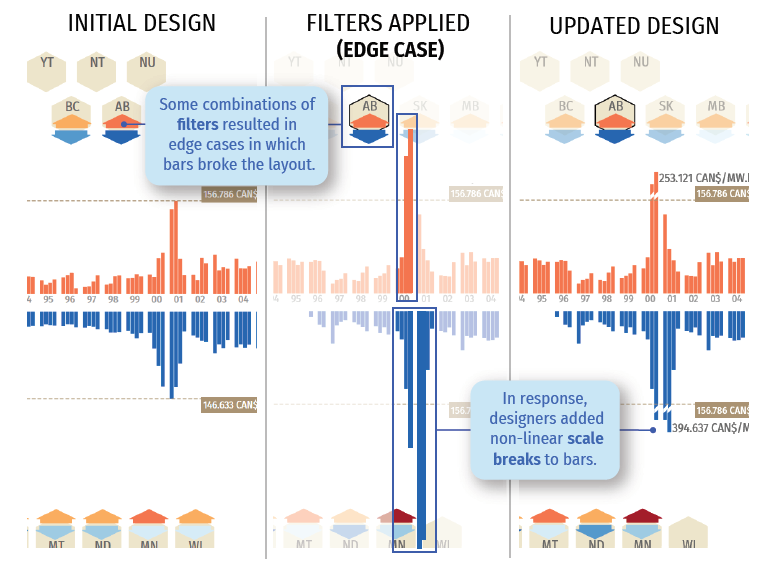 INITIAL DESIGN
FILTERS APPLIED
(EDGE CASE)
UPDATED DESIGN
YT NT NU
YT NT NU
YT NT NU
BC AB
AB SK MB
BC AB SK MB
Some combinations of
filters resulted in
edge cases in which
bars broke the layout.
156.786 CAN$
156.786 CAN$
253.121 CAN$/MW.
156.786 CAN$
4 95 96 97 98 99 00 01 02 03 04
95 96 97 98 99 00 01 02 03 04
4 95 96 97 98 99 00 01 02 03 04
146.633 CAN$
156.7
156.786 CAN$
394.637 CAN$/M
In response,
designers added
non-linear scale
breaks to bars.
MT ND MN WI
MT ND MN WI
MT ND MN WI